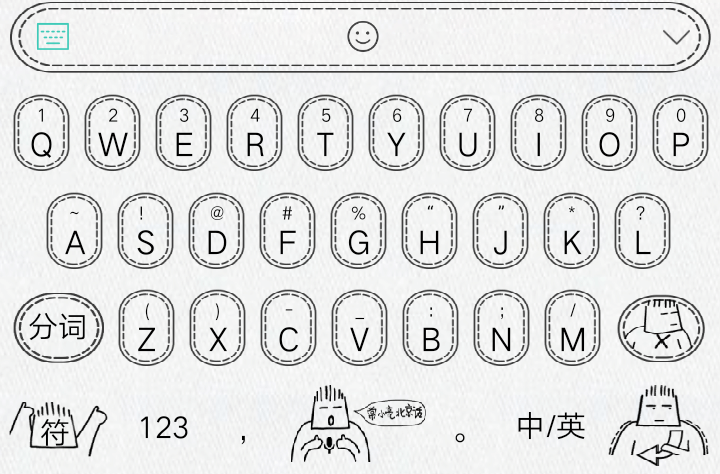 1 2 3 4 5 6 7 8 9 0
Q W E R T Y U I O P
~ ! @ # % “ ” * ?
A S D F G H J K L
( ) - _ : ; /
分词 Z X C V B N M
符 123 , 。 中/英